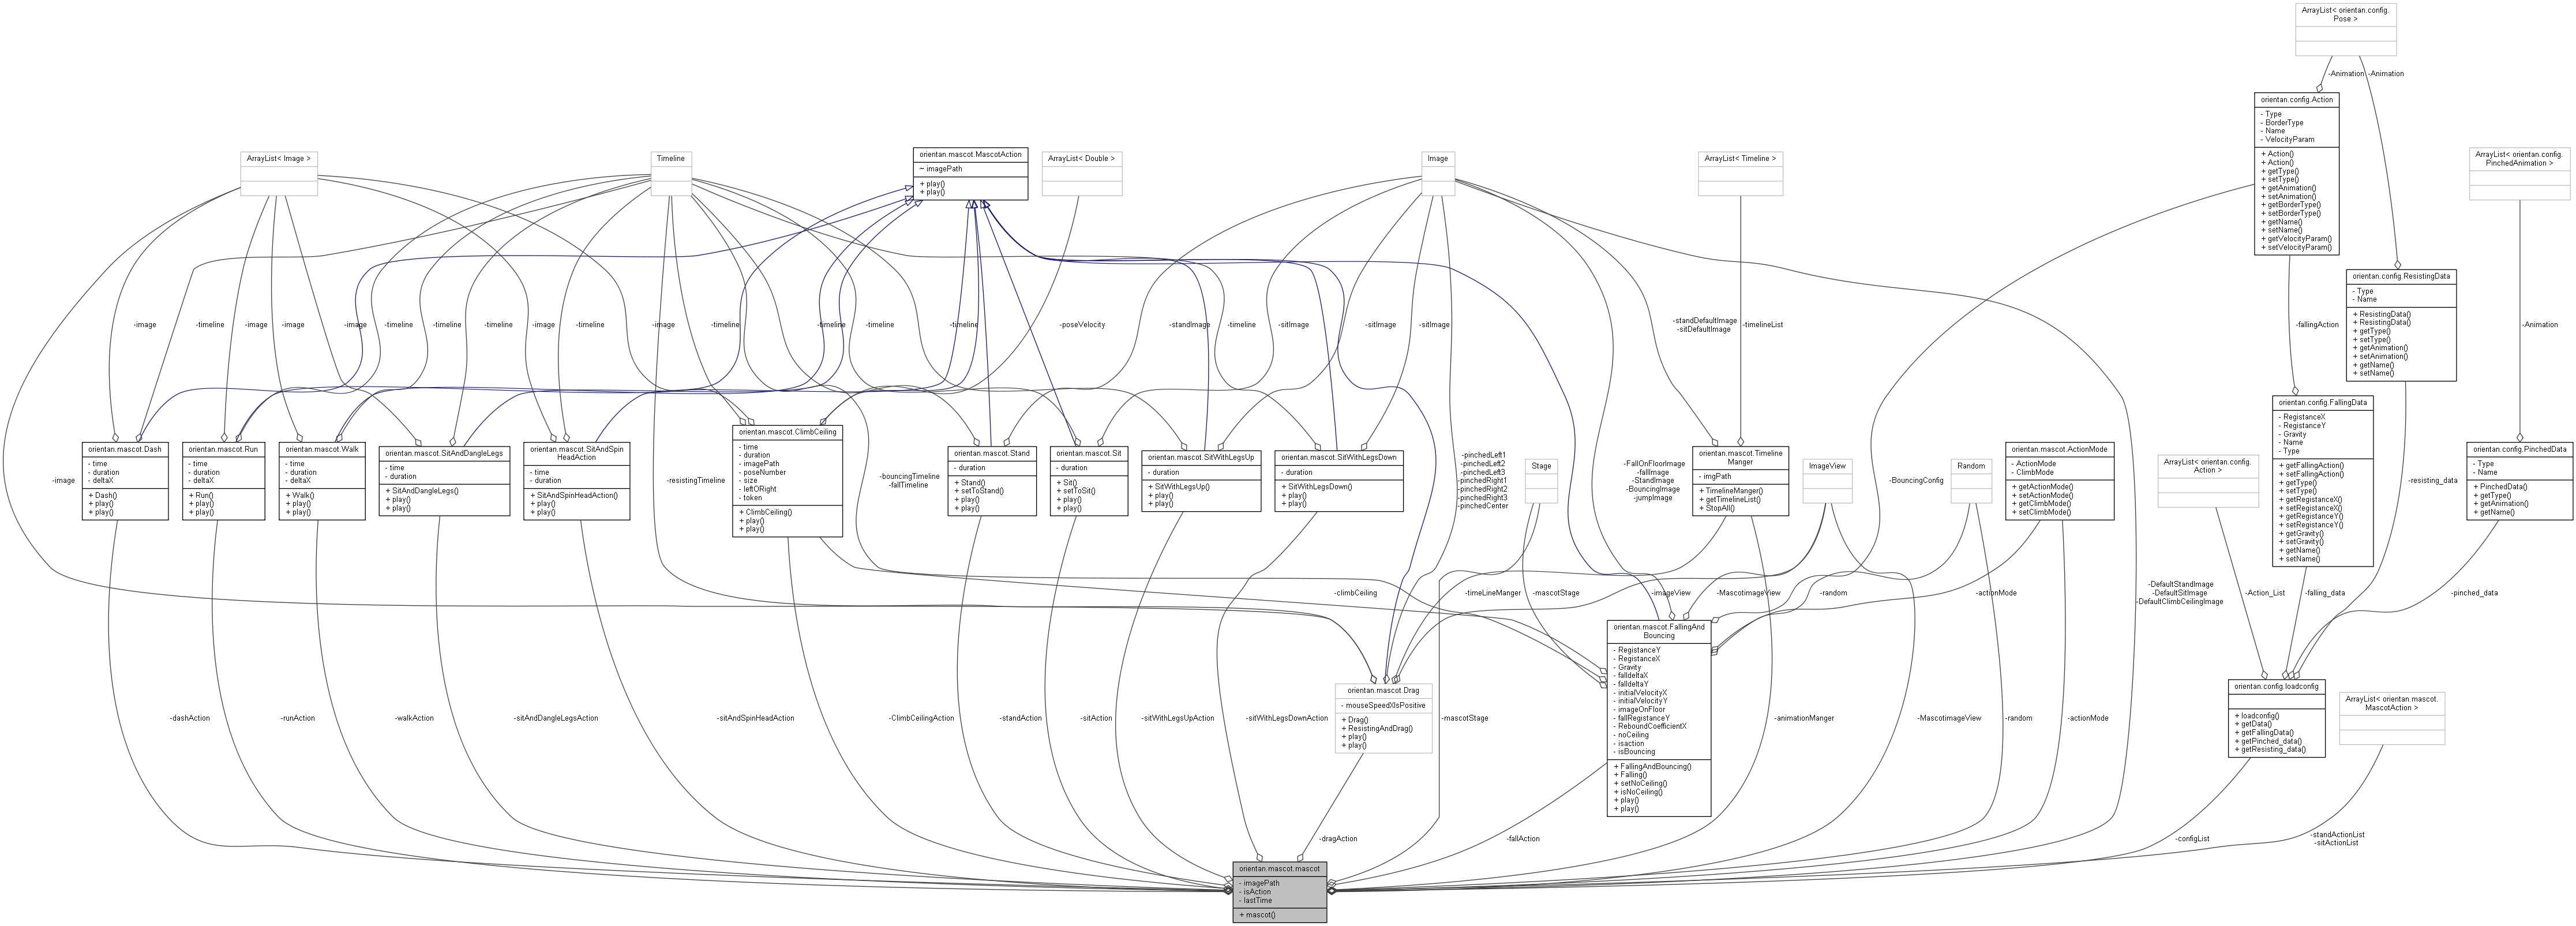 ArrayList< orientan.config.
Pose >
-Animation
-Animation
orientan.config.Action
- Type
- BorderType
- Name
- VelocityParam
+ Action()
+ Action()
+ getType()
+ setType()
+ getAnimation()
+ setAnimation()
+ getBorderType()
+ setBorderType()
+ getName()
+ setName()
+ getVelocityParam()
+ setVelocityParam()
ArrayList< Image >
Timeline
orientan.mascot.MascotAction
~ imagePath
+ play()
+ play()
ArrayList< Double >
Image
ArrayList< Timeline >
ArrayList< orientan.config.
PinchedAnimation >
orientan.config.ResistingData
- Type
- Name
+ ResistingData()
+ ResistingData()
+ getType()
+ setType()
+ getAnimation()
+ setAnimation()
+ getName()
+ setName()
-image
-timeline
-image
-image
-image
-timeline
-timeline
-timeline
-image
-timeline
-image
-timeline
-timeline
-timeline
-timeline
-poseVelocity
-standImage
-timeline
-sitImage
-sitImage
-sitImage
-standDefaultImage
-sitDefaultImage
-timelineList
-fallingAction
-Animation
orientan.config.FallingData
- RegistanceX
- RegistanceY
- Gravity
- Name
- Type
+ getFallingAction()
+ setFallingAction()
+ getType()
+ setType()
+ getRegistanceX()
+ setRegistanceX()
+ getRegistanceY()
+ setRegistanceY()
+ getGravity()
+ setGravity()
+ getName()
+ setName()
orientan.mascot.Dash
- time
- duration
- deltaX
+ Dash()
+ play()
+ play()
orientan.mascot.Run
- time
- duration
- deltaX
+ Run()
+ play()
+ play()
orientan.mascot.Walk
- time
- duration
- deltaX
+ Walk()
+ play()
+ play()
orientan.mascot.SitAndDangleLegs
- time
- duration
+ SitAndDangleLegs()
+ play()
+ play()
orientan.mascot.SitAndSpin
HeadAction
- time
- duration
+ SitAndSpinHeadAction()
+ play()
+ play()
orientan.mascot.ClimbCeiling
- time
- duration
- imagePath
- poseNumber
- size
- leftORight
- token
+ ClimbCeiling()
+ play()
+ play()
orientan.mascot.Stand
- duration
+ Stand()
+ setToStand()
+ play()
+ play()
orientan.mascot.Sit
- duration
+ Sit()
+ setToSit()
+ play()
+ play()
orientan.mascot.SitWithLegsUp
- duration
+ SitWithLegsUp()
+ play()
+ play()
orientan.mascot.SitWithLegsDown
- duration
+ SitWithLegsDown()
+ play()
+ play()
orientan.mascot.Timeline
Manger
- imgPath
+ TimelineManger()
+ getTimelineList()
+ StopAll()
Stage
ImageView
Random
orientan.mascot.ActionMode
- ActionMode
- ClimbMode
+ getActionMode()
+ setActionMode()
+ getClimbMode()
+ setClimbMode()
ArrayList< orientan.config.
Action >
orientan.config.PinchedData
- Type
- Name
+ PinchedData()
+ getType()
+ getAnimation()
+ getName()
-image
-resistingTimeline
-bouncingTimeline
-fallTimeline
-pinchedLeft1
-pinchedLeft2
-pinchedLeft3
-pinchedRight1
-pinchedRight2
-pinchedRight3
-pinchedCenter
-FallOnFloorImage
-fallImage
-StandImage
-BouncingImage
-jumpImage
-BouncingConfig
-resisting_data
-climbCeiling
-timeLineManger
-mascotStage
-imageView
-MascotimageView
-random
-actionMode
-DefaultStandImage
-DefaultSitImage
-DefaultClimbCeilingImage
-Action_List
-falling_data
-pinched_data
orientan.mascot.FallingAnd
Bouncing
- RegistanceY
- RegistanceX
- Gravity
- falldeltaX
- falldeltaY
- initialVelocityX
- initialVelocityY
- imageOnFloor
- fallRegistanceY
- ReboundCoefficientX
- noCeiling
- isaction
- isBouncing
+ FallingAndBouncing()
+ Falling()
+ setNoCeiling()
+ isNoCeiling()
+ play()
+ play()
orientan.mascot.Drag
- mouseSpeedXIsPositive
+ Drag()
+ ResistingAndDrag()
+ play()
+ play()
orientan.config.loadconfig
+ loadconfig()
+ getData()
+ getFallingData()
+ getPinched_data()
+ getResisting_data()
ArrayList< orientan.mascot.
MascotAction >
-dashAction
-runAction
-walkAction
-sitAndDangleLegsAction
-sitAndSpinHeadAction
-ClimbCeilingAction
-standAction
-sitAction
-sitWithLegsUpAction
-sitWithLegsDownAction
-mascotStage
-animationManger
-MascotimageView
-random
-actionMode
-dragAction
-fallAction
-configList
-standActionList
-sitActionList
orientan.mascot.mascot
- imagePath
- isAction
- lastTime
+ mascot()